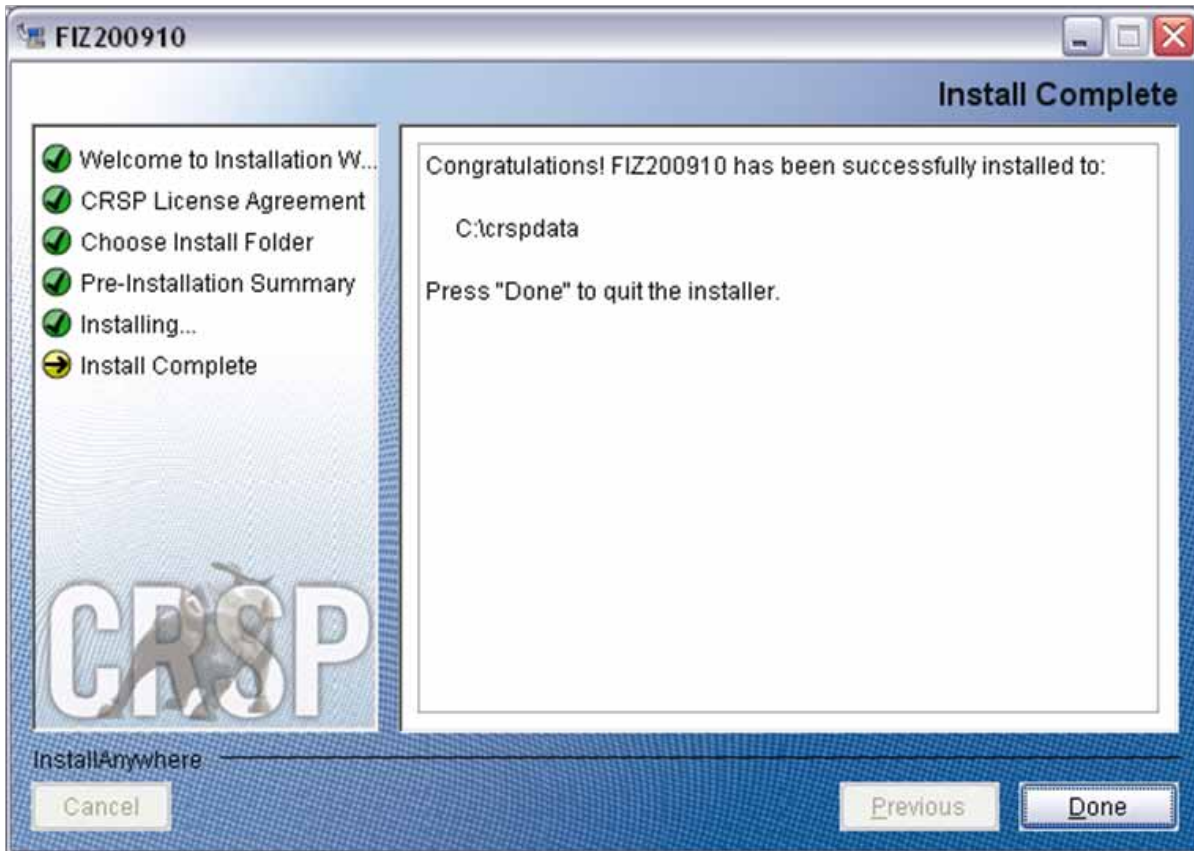 FIZ200910
Install Complete
Welcome to Installation W...
CRSP License Agreement
Choose Install Folder
Pre-Installation Summary
Installing...
Install Complete
CRSP
Congratulations! FIZ200910 has been successfully installed to:
C:\crspdata
Press "Done" to quit the installer.
InstallAnywhere
Cancel
Previous
Done